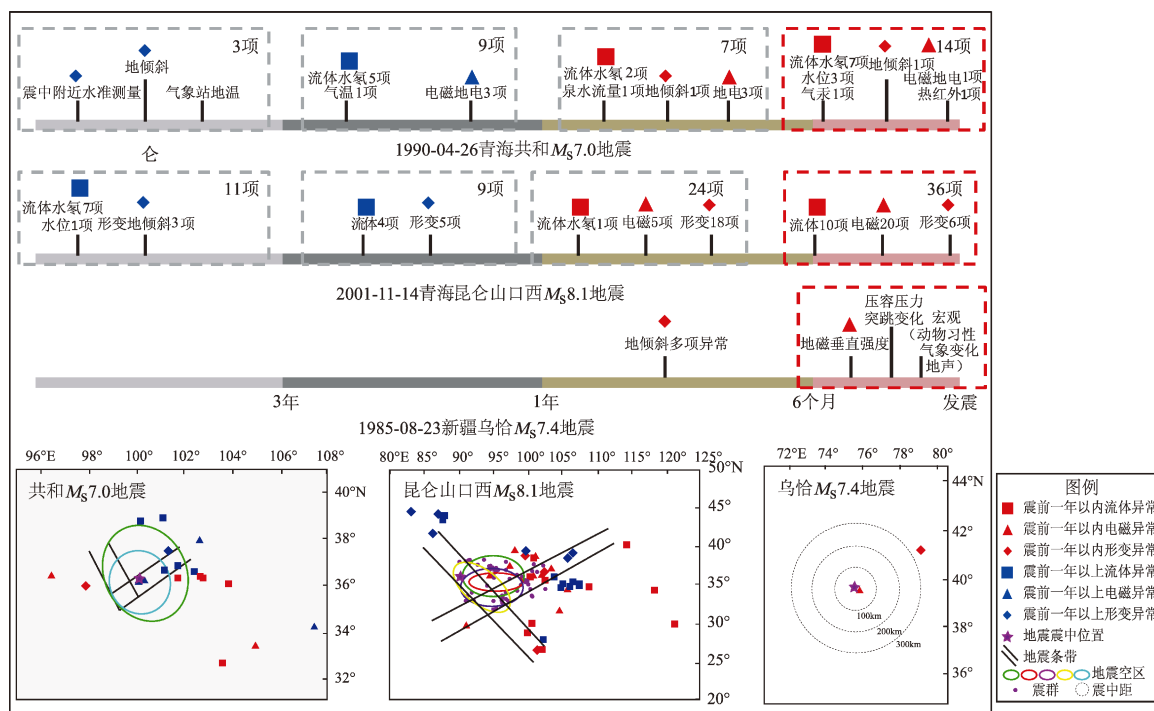 3项
地倾斜
震中附近水准测量
气象站地温
9项
流体水氡5项
气温1项
电磁地电3项
7项
流体水氡2项
泉水流量1项
地倾斜1项
地电3项
14项
流体水氡7项
水位3项
气汞1项
地倾斜1项
电磁地电1项
热红外1项
仑
1990-04-26青海共和MS7.0地震
11项
流体水氡7项
水位1项
形变地倾斜3项
9项
流体4项
形变5项
24项
流体水氡1项
电磁5项
形变18项
36项
流体10项
电磁20项
形变6项
2001-11-14青海昆仑山口西MS8.1地震
地倾斜多项异常
地磁垂直强度
压容压力
突跳变化
宏观
(动物习性
气象变化
地声)
3年
1年
6个月
发震
1985-08-23新疆乌恰MS7.4地震
96°E
98°
100°
102°
104°
106°
108°
共和MS7.0地震
40°N
38°
36°
34°
32°
80°E
85°
90°
95°
100°
105°
110°
115°
120°
125°
昆仑山口西MS8.1地震
50°N
45°
40°
35°
30°
25°
20°
72°E
74°
76°
78°
80°
乌恰MS7.4地震
44°N
42°
40°
38°
36°
100km
200km
300km
图例
震前一年以内流体异常
震前一年以内电磁异常
震前一年以内形变异常
震前一年以上流体异常
震前一年以上电磁异常
震前一年以上形变异常
地震震中位置
地震条带
地震空区
震群
震中距